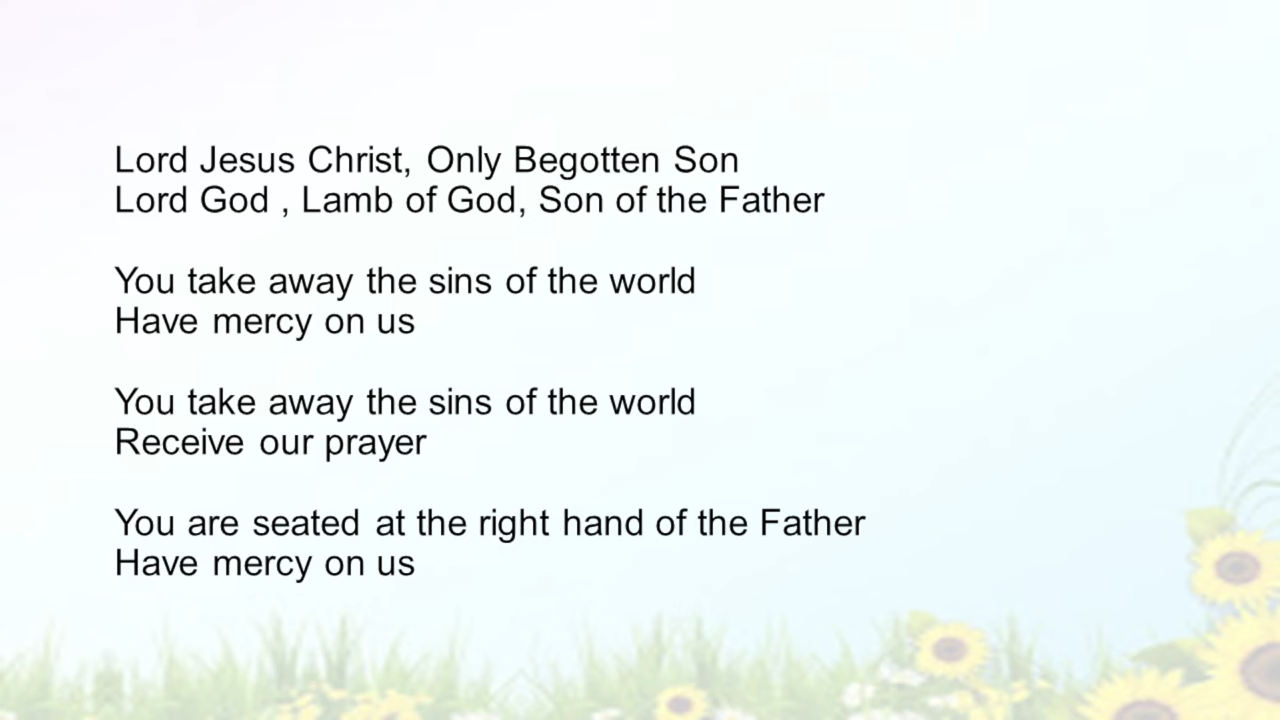 Lord Jesus Christ, Only Begotten Son
Lord God , Lamb of God, Son of the Father
You take away the sins of the world
Have mercy on us
You take away the sins of the world
Receive our prayer
You are seated at the right hand of the Father
Have mercy on us